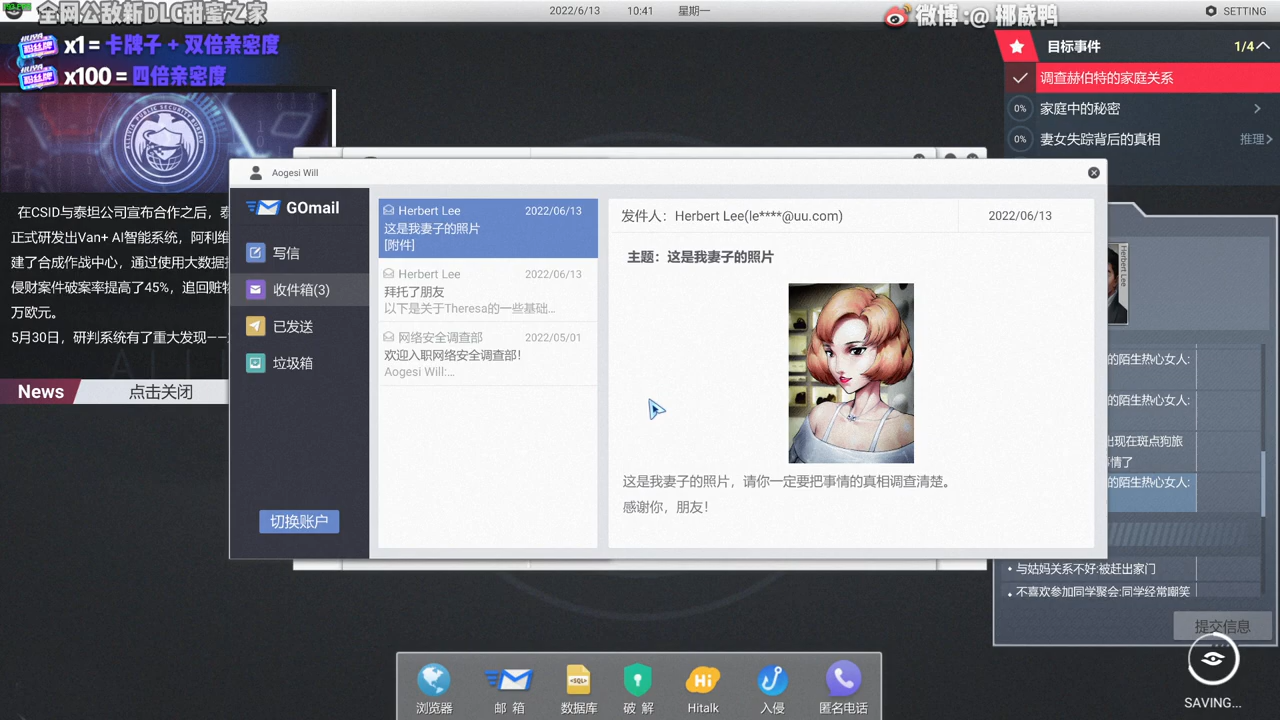 全网公敌新DLC甜蜜之家
2022/6/13
10:41
星期一
微博:@ 挪威鸭
SETTING
粉丝牌 x1 = 卡牌子 + 双倍亲密度
粉丝牌 x100 = 四倍亲密度
目标事件
1/4
调查赫伯特的家庭关系
0% 家庭中的秘密
0% 妻女失踪背后的真相
推理
在CSID与泰坦公司宣布合作之后,泰
正式研发出Van+ AI智能系统,阿利维
建了合成作战中心,通过使用大数据
侵财案件破案率提高了45%,追回赃
万欧元。
5月30日,研判系统有了重大发现——
News
点击关闭
Aogesi Will
GOmail
写信
收件箱(3)
已发送
垃圾箱
切换账户
Herbert Lee
2022/06/13
这是我妻子的照片
[附件]
Herbert Lee
2022/06/13
拜托了朋友
以下是关于Theresa的一些基础...
网络安全调查部
2022/05/01
欢迎入职网络安全调查部!
Aogesi Will:...
发件人: Herbert Lee(le****@uu.com)
2022/06/13
主题: 这是我妻子的照片
这是我妻子的照片,请你一定要把事情的真相调查清楚。
感谢你,朋友!
Herbert Lee
的陌生热心女人:
的陌生热心女人:
出现在斑点狗旅
事情了
的陌生热心女人:
• 与姑妈关系不好:被赶出家门
• 不喜欢参加同学聚会:同学经常嘲笑
提交信息
SAVING...
浏览器
邮 箱
<SQL>
数据库
破 解
Hi
Hitalk
入侵
匿名电话